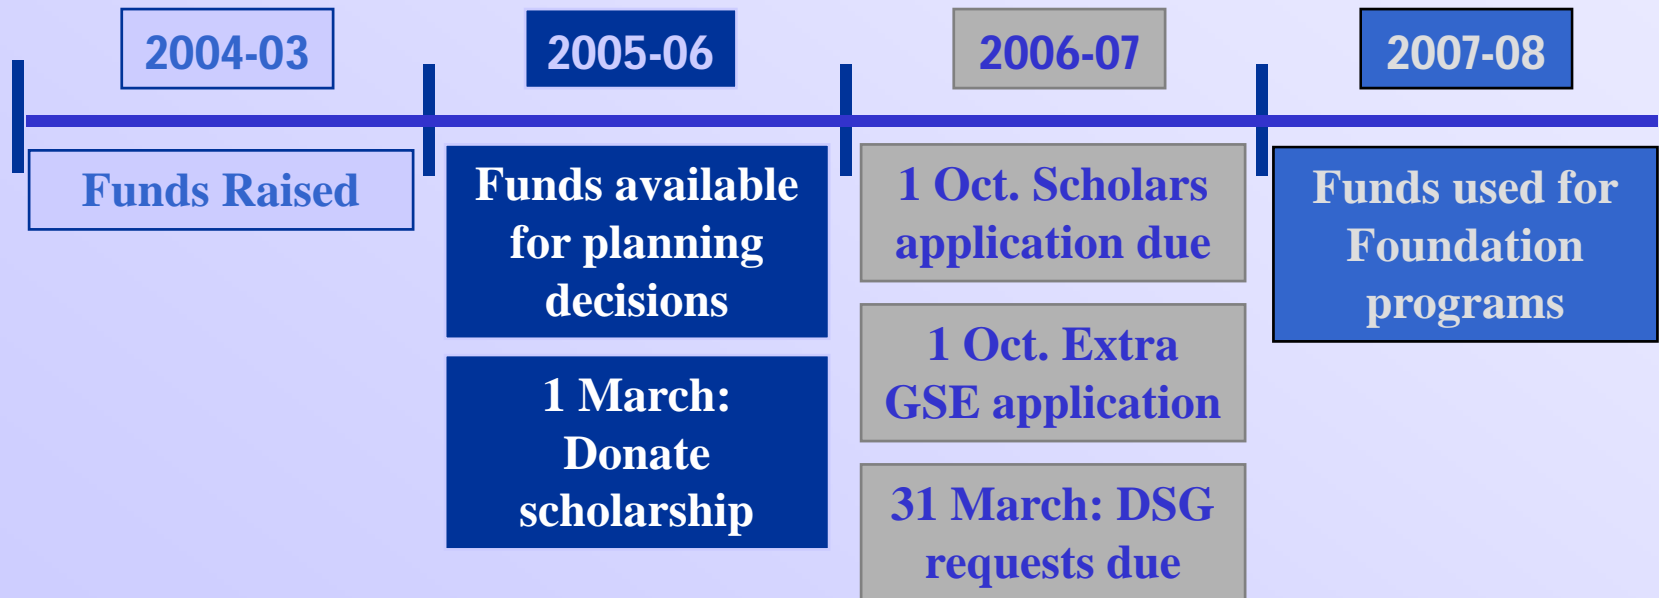 2004-03
2005-06
2006-07
2007-08
Funds Raised
Funds available
for planning
decisions
1 March:
Donate
scholarship
1 Oct. Scholars
application due
1 Oct. Extra
GSE application
31 March: DSG
requests due
Funds used for
Foundation
programs